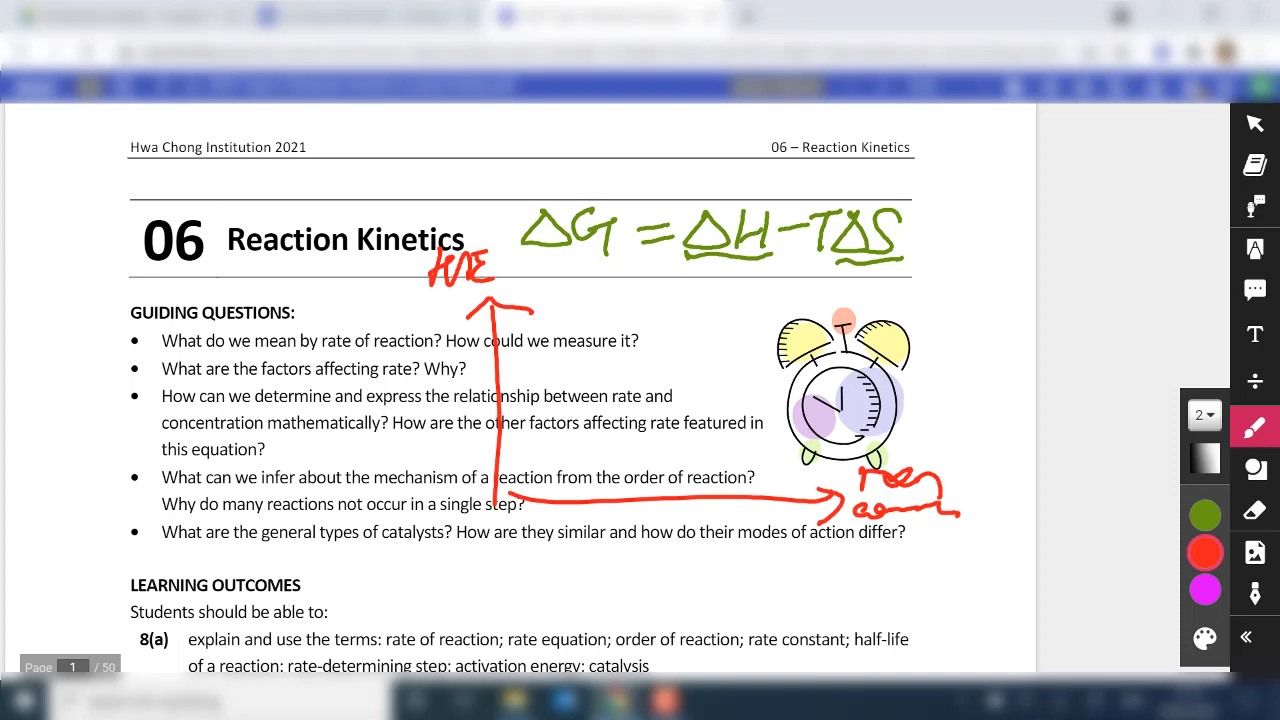 Hwa Chong Institution 2021 06 – Reaction Kinetics
06 Reaction Kinetics ΔG = ΔH - TΔS
GUIDING QUESTIONS:
• What do we mean by rate of reaction? How could we measure it?
• What are the factors affecting rate? Why?
• How can we determine and express the relationship between rate and
concentration mathematically? How are the other factors affecting rate featured in
this equation?
• What can we infer about the mechanism of a reaction from the order of reaction?
Why do many reactions not occur in a single step?
• What are the general types of catalysts? How are they similar and how do their modes of action differ?
LEARNING OUTCOMES
Students should be able to:
8(a) explain and use the terms: rate of reaction; rate equation; order of reaction; rate constant; half-life
of a reaction; rate-determining step; activation energy; catalysis
Page 1 / 50
2